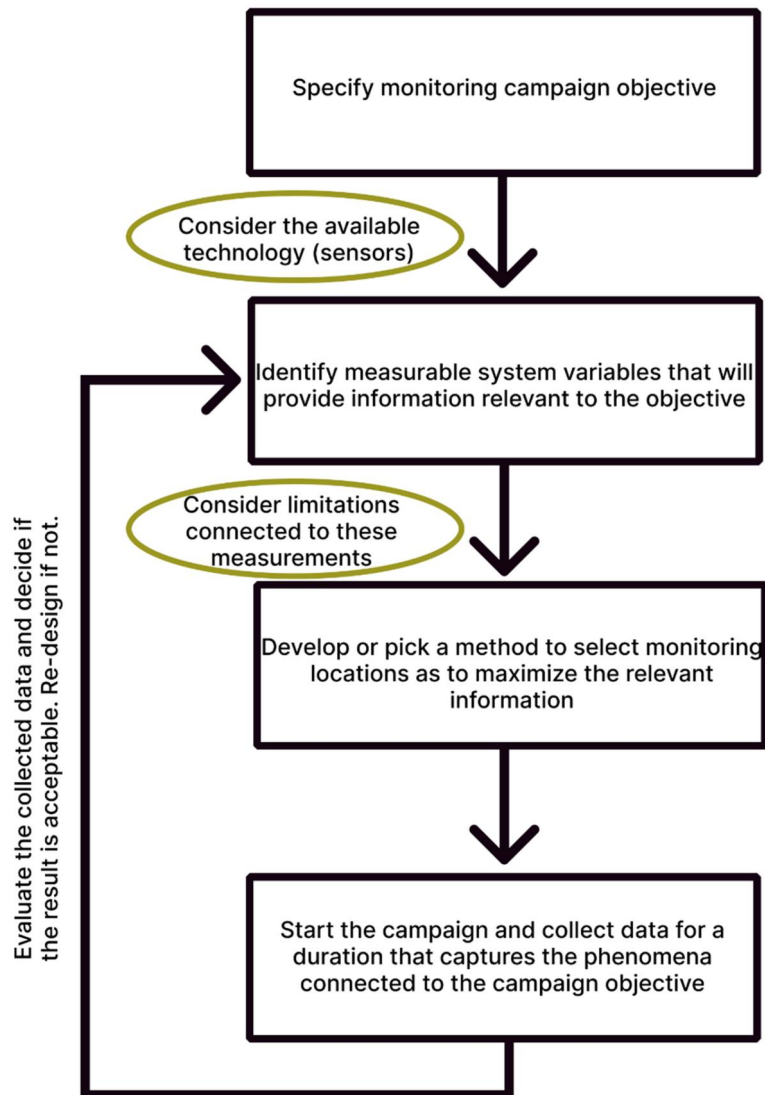 Specify monitoring campaign objective
Consider the available
technology (sensors)
Identify measurable system variables that will
provide information relevant to the objective
Consider limitations
connected to these
measurements
Develop or pick a method to select monitoring
locations as to maximize the relevant
information
Start the campaign and collect data for a
duration that captures the phenomena
connected to the campaign objective
Evaluate the collected data and decide if
the result is acceptable. Re-design if not.